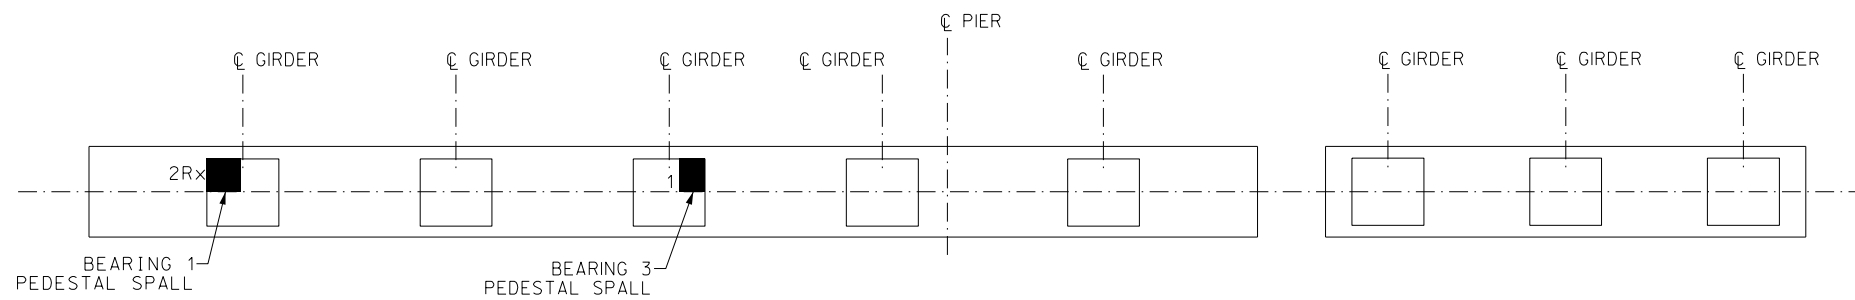 ℄ PIER
℄ GIRDER
℄ GIRDER
℄ GIRDER
℄ GIRDER
℄ GIRDER
℄ GIRDER
℄ GIRDER
℄ GIRDER
2Rx
1
BEARING 1
PEDESTAL SPALL
BEARING 3
PEDESTAL SPALL